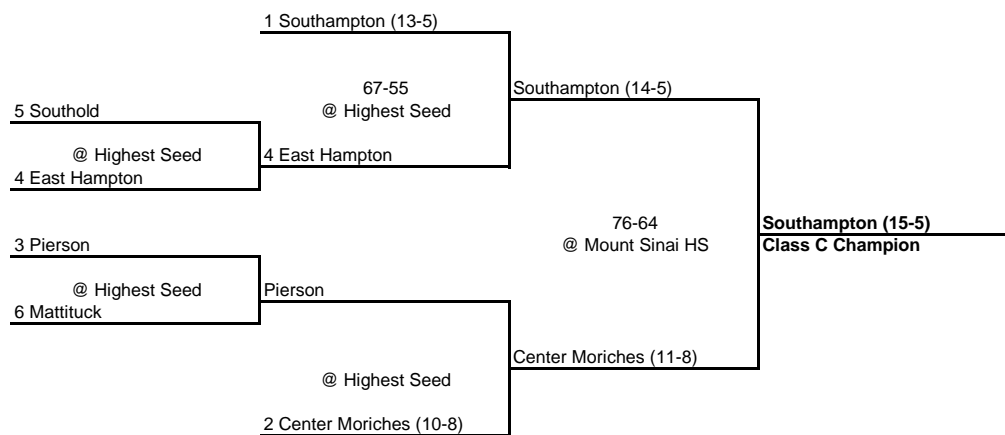 1 Southampton (13-5)
67-55
@ Highest Seed
Southampton (14-5)
5 Southold
@ Highest Seed
4 East Hampton
4 East Hampton
76-64
@ Mount Sinai HS
Southampton (15-5)
Class C Champion
3 Pierson
@ Highest Seed
6 Mattituck
Pierson
Center Moriches (11-8)
@ Highest Seed
2 Center Moriches (10-8)